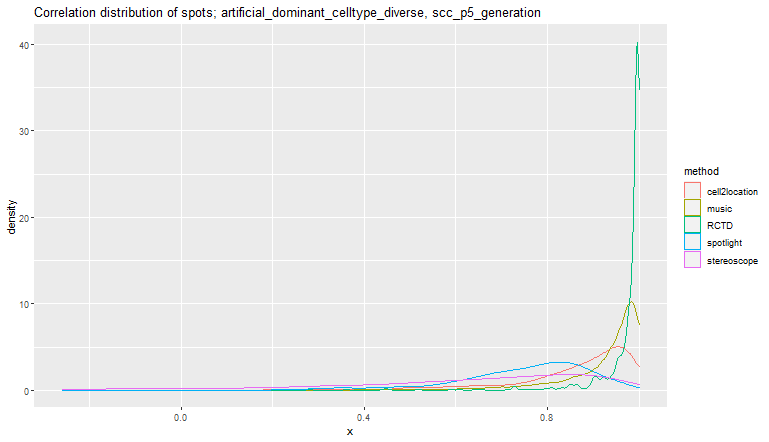 Correlation distribution of spots; artificial_dominant_celltype_diverse, scc_p5_generation
40
30
20
10
0
density
0.0
0.4
0.8
x
method
cell2location
music
RCTD
spotlight
stereoscope